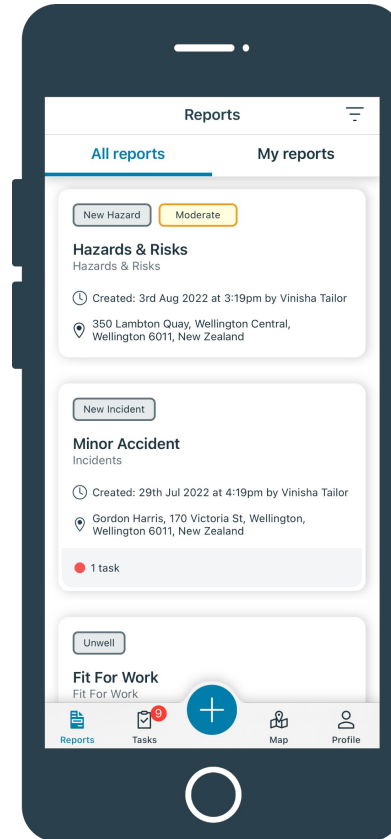 Reports
All reports
My reports
New Hazard
Moderate
Hazards & Risks
Hazards & Risks
Created: 3rd Aug 2022 at 3:19pm by Vinisha Tailor
350 Lambton Quay, Wellington Central,
Wellington 6011, New Zealand
New Incident
Minor Accident
Incidents
Created: 29th Jul 2022 at 4:19pm by Vinisha Tailor
Gordon Harris, 170 Victoria St, Wellington,
Wellington 6011, New Zealand
1 task
Unwell
Fit For Work
Fit For Work
9
Reports
Tasks
Map
Profile